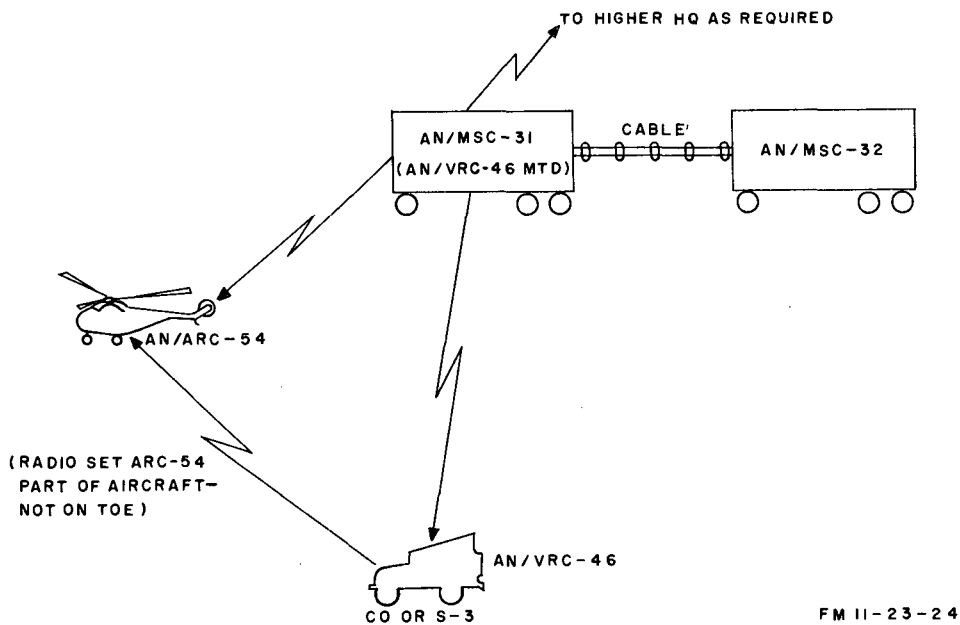 TO HIGHER HQ AS REQUIRED
AN/MSC-31
(AN/VRC-46 MTD)
CABLE'
AN/MSC-32
AN/ARC-54
(RADIO SET ARC-54
PART OF AIRCRAFT—
NOT ON TOE)
AN/VRC-46
CO OR S-3
FM 11-23-24